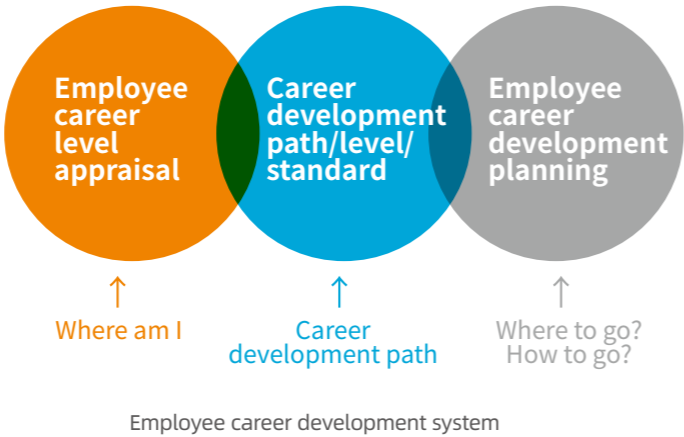 Employee
career
level
appraisal
Career
development
path/level/
standard
Employee
career
development
planning
Where am I
Career
development path
Where to go?
How to go?
Employee career development system